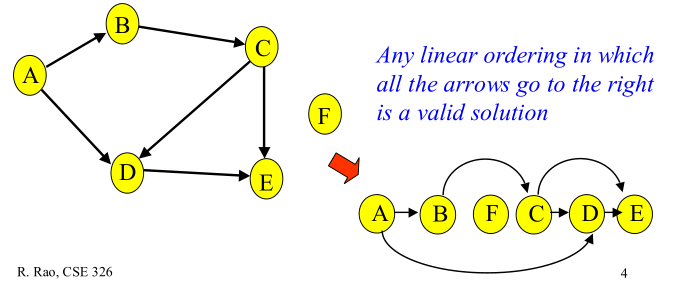 B
C
A
Any linear ordering in which
all the arrows go to the right
is a valid solution
F
D
E
A B F C D E
R. Rao, CSE 326
4